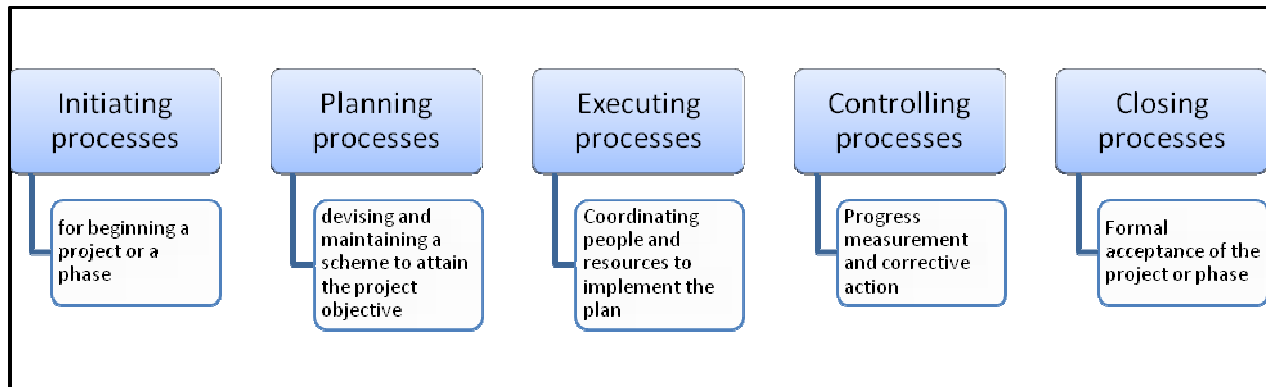 Initiating
processes
for beginning a
project or a
phase
Planning
processes
devising and
maintaining a
scheme to attain
the project
objective
Executing
processes
Coordinating
people and
resources to
implement the
plan
Controlling
processes
Progress
measurement
and corrective
action
Closing
processes
Formal
acceptance of the
project or phase